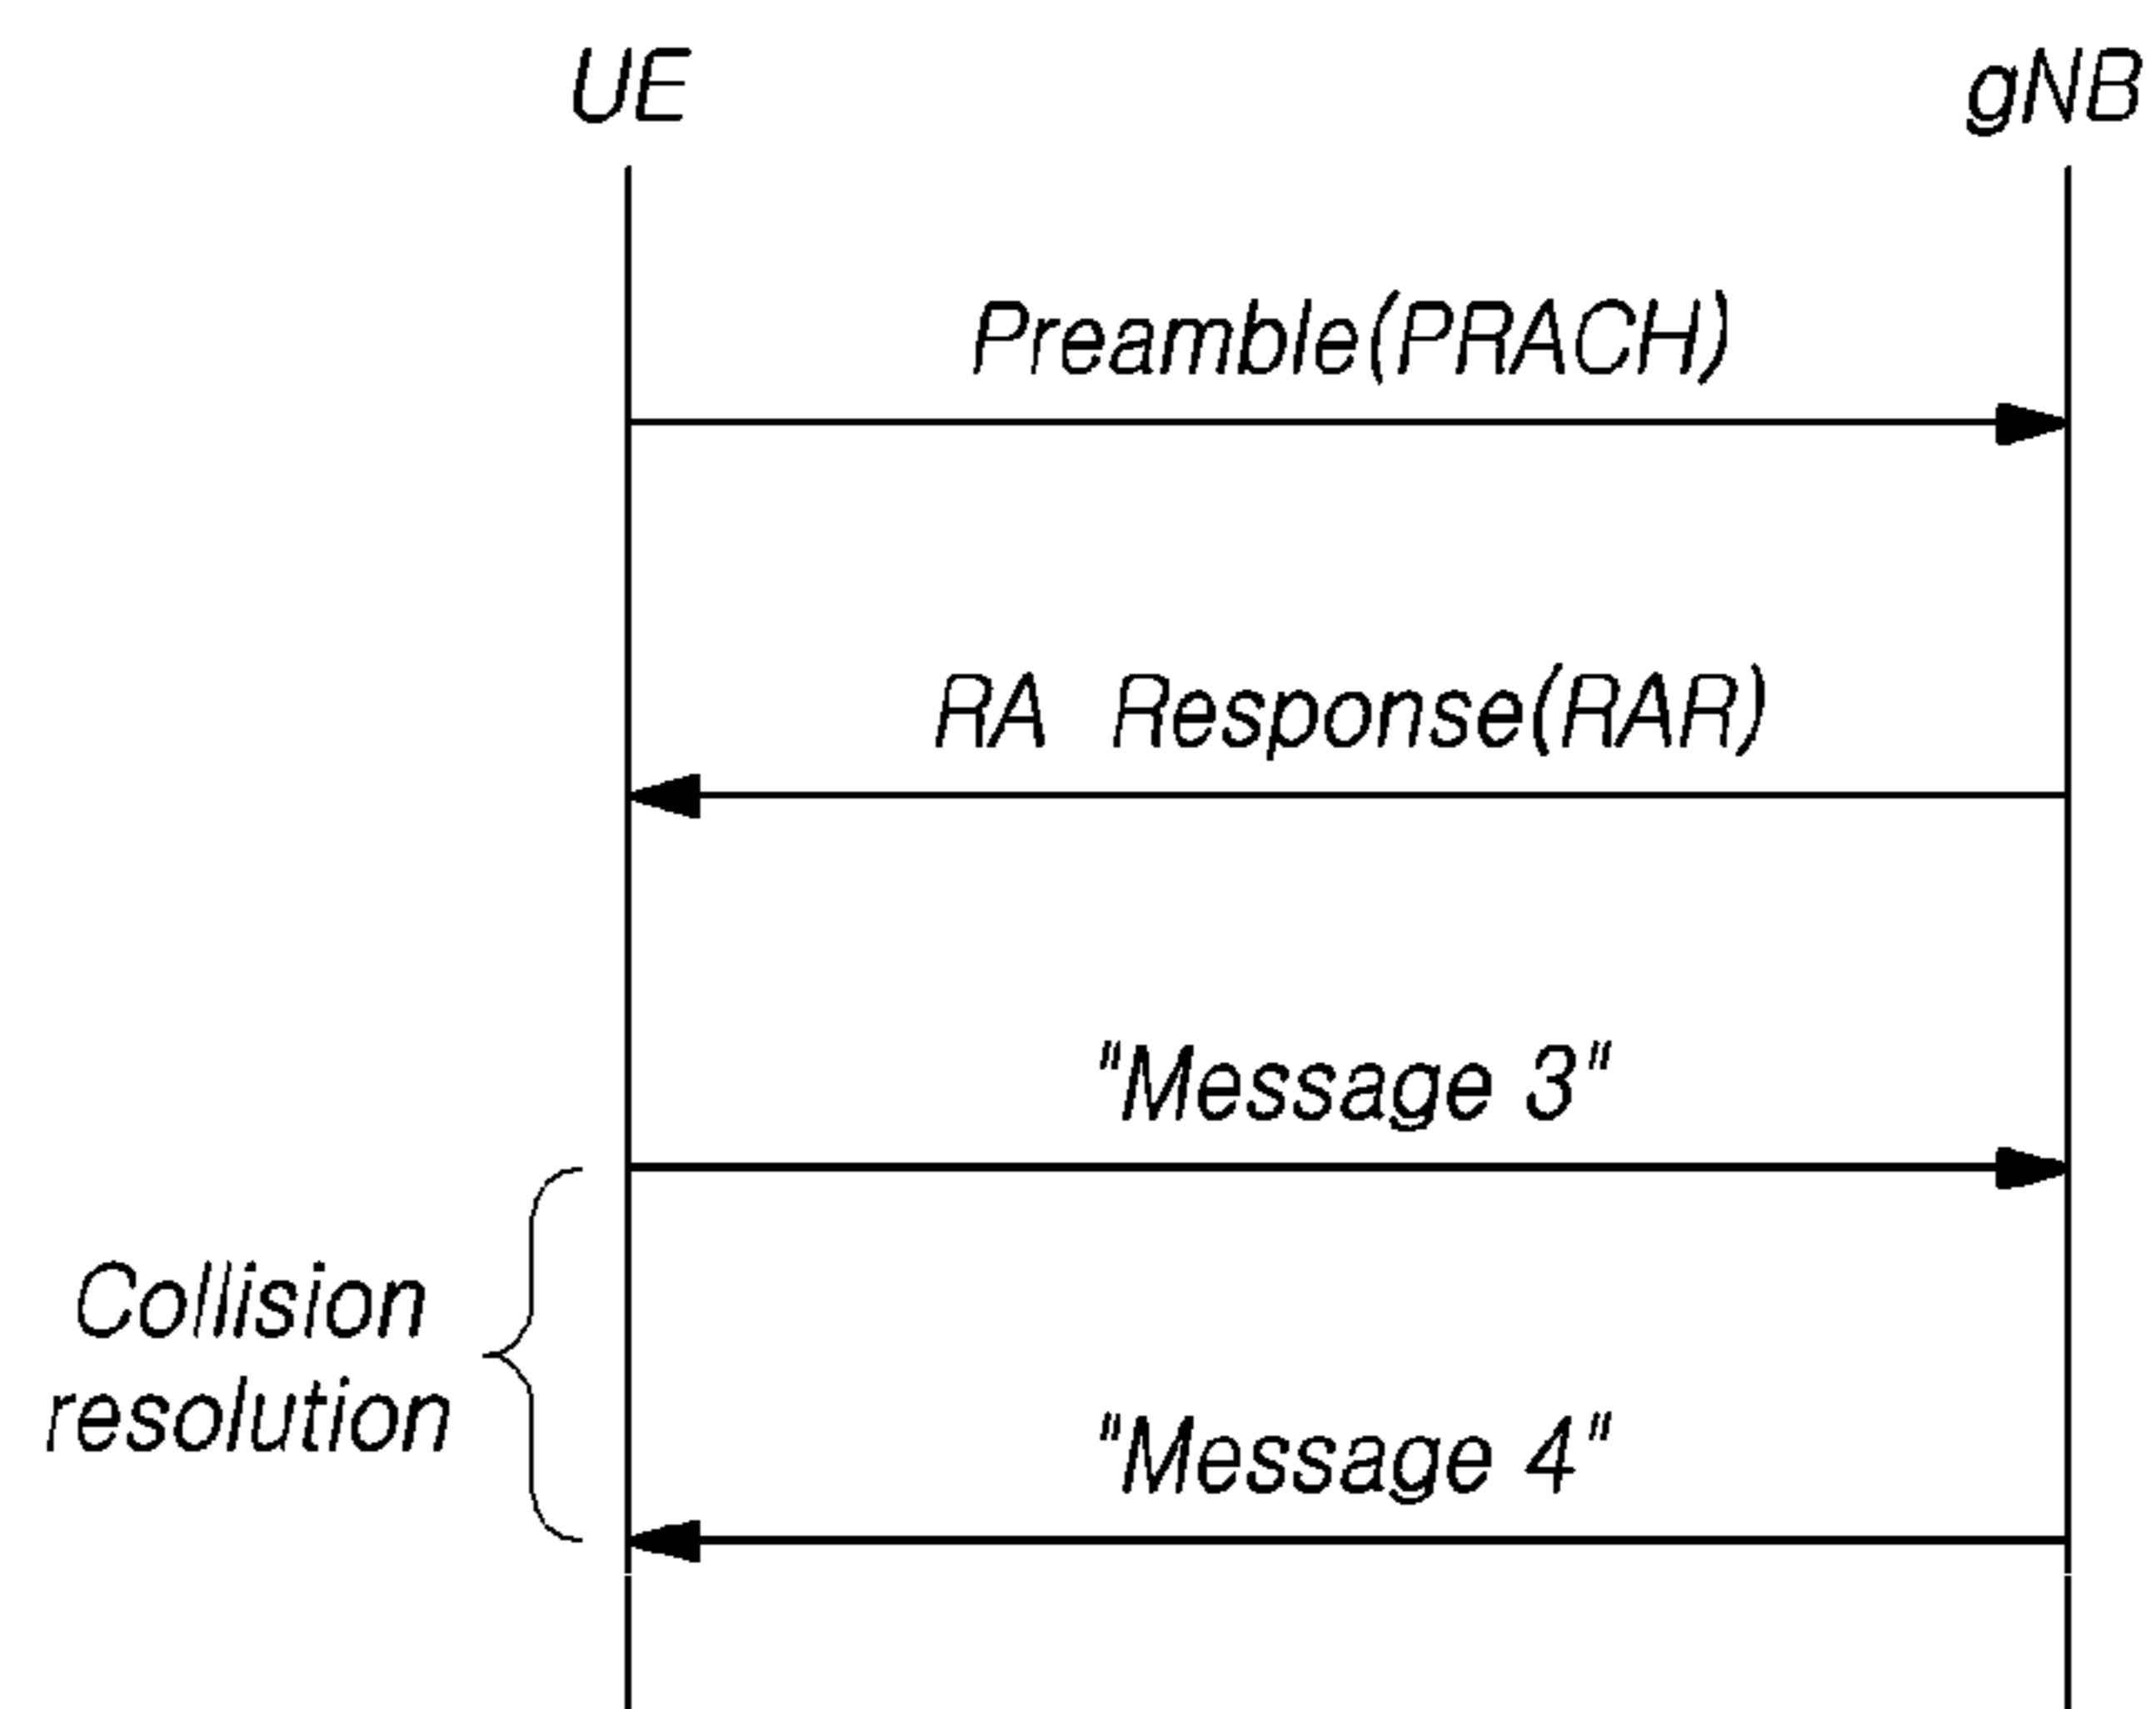 UE
gNB
Preamble(PRACH)
RA Response(RAR)
"Message 3"
Collision
resolution
"Message 4"